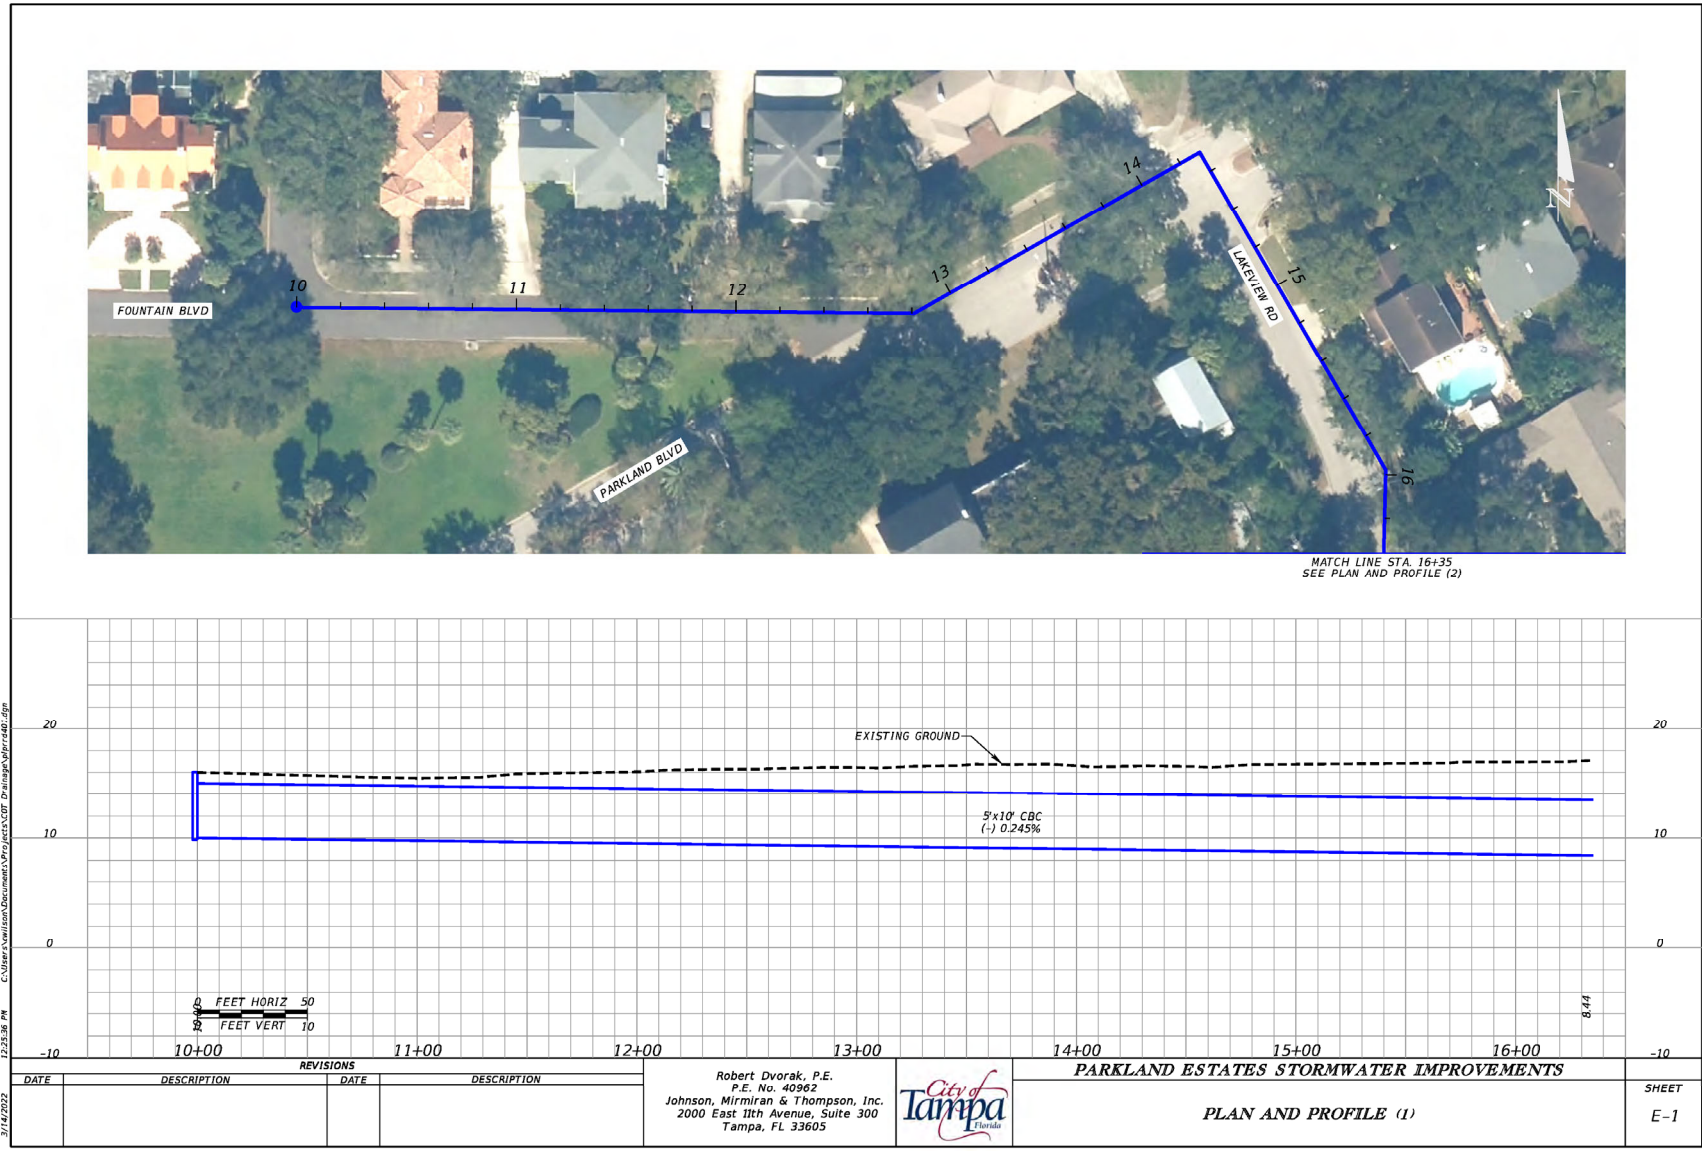 FOUNTAIN BLVD
10
11
12
13
14
15
16
LAKEVIEW RD
PARKLAND BLVD
N
MATCH LINE STA. 16+35
SEE PLAN AND PROFILE (2)
20
20
EXISTING GROUND
5'x10' CBC
(-) 0.245%
10
10
0
0
0 FEET HORIZ 50
FEET VERT 10
8.44
-10
-10
10+00
11+00
12+00
13+00
14+00
15+00
16+00
REVISIONS
DATE DESCRIPTION DATE DESCRIPTION
Robert Dvorak, P.E.
P.E. No. 40962
Johnson, Mirmiran & Thompson, Inc.
2000 East 11th Avenue, Suite 300
Tampa, FL 33605
City of
Tampa
Florida
PARKLAND ESTATES STORMWATER IMPROVEMENTS
PLAN AND PROFILE (1)
SHEET
E-1
3/14/2022 12:25:36 PM